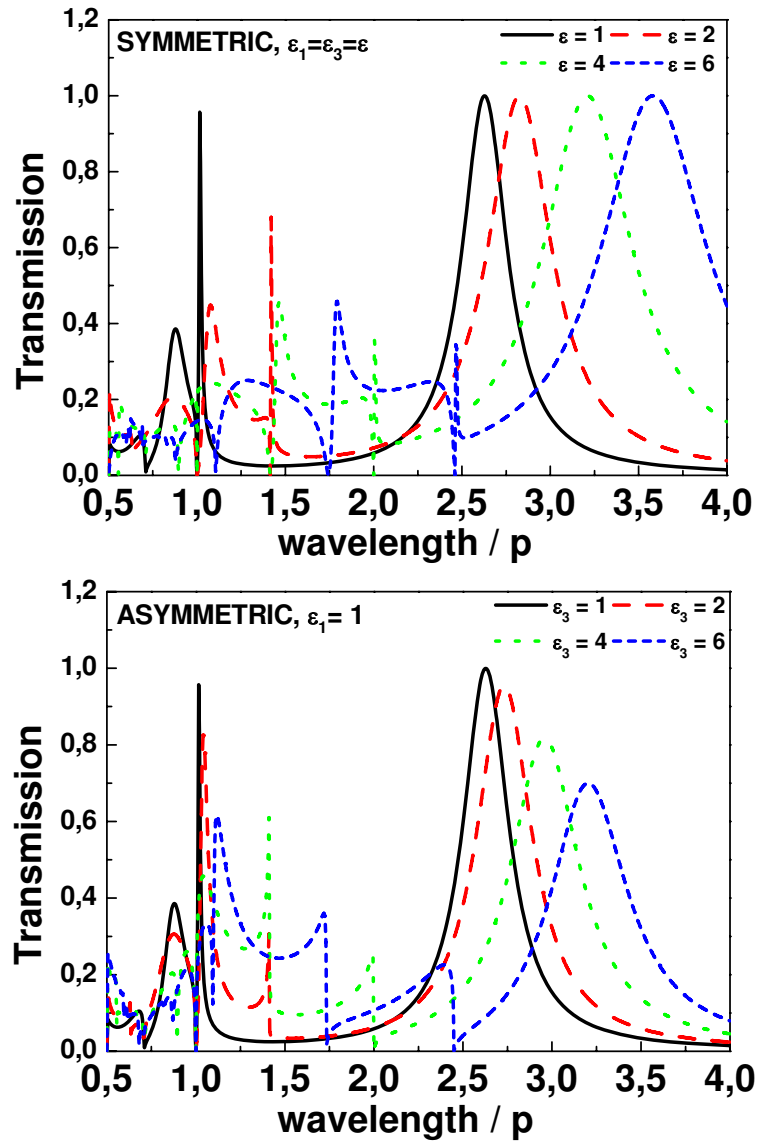 SYMMETRIC, ε1=ε3=ε
ε = 1 ε = 2
ε = 4 ε = 6
1,2
1,0
0,8
0,6
0,4
0,2
0,0
Transmission
0,5 1,0 1,5 2,0 2,5 3,0 3,5 4,0
wavelength / p
ASYMMETRIC, ε1= 1
ε3 = 1 ε3 = 2
ε3 = 4 ε3 = 6
1,2
1,0
0,8
0,6
0,4
0,2
0,0
Transmission
0,5 1,0 1,5 2,0 2,5 3,0 3,5 4,0
wavelength / p